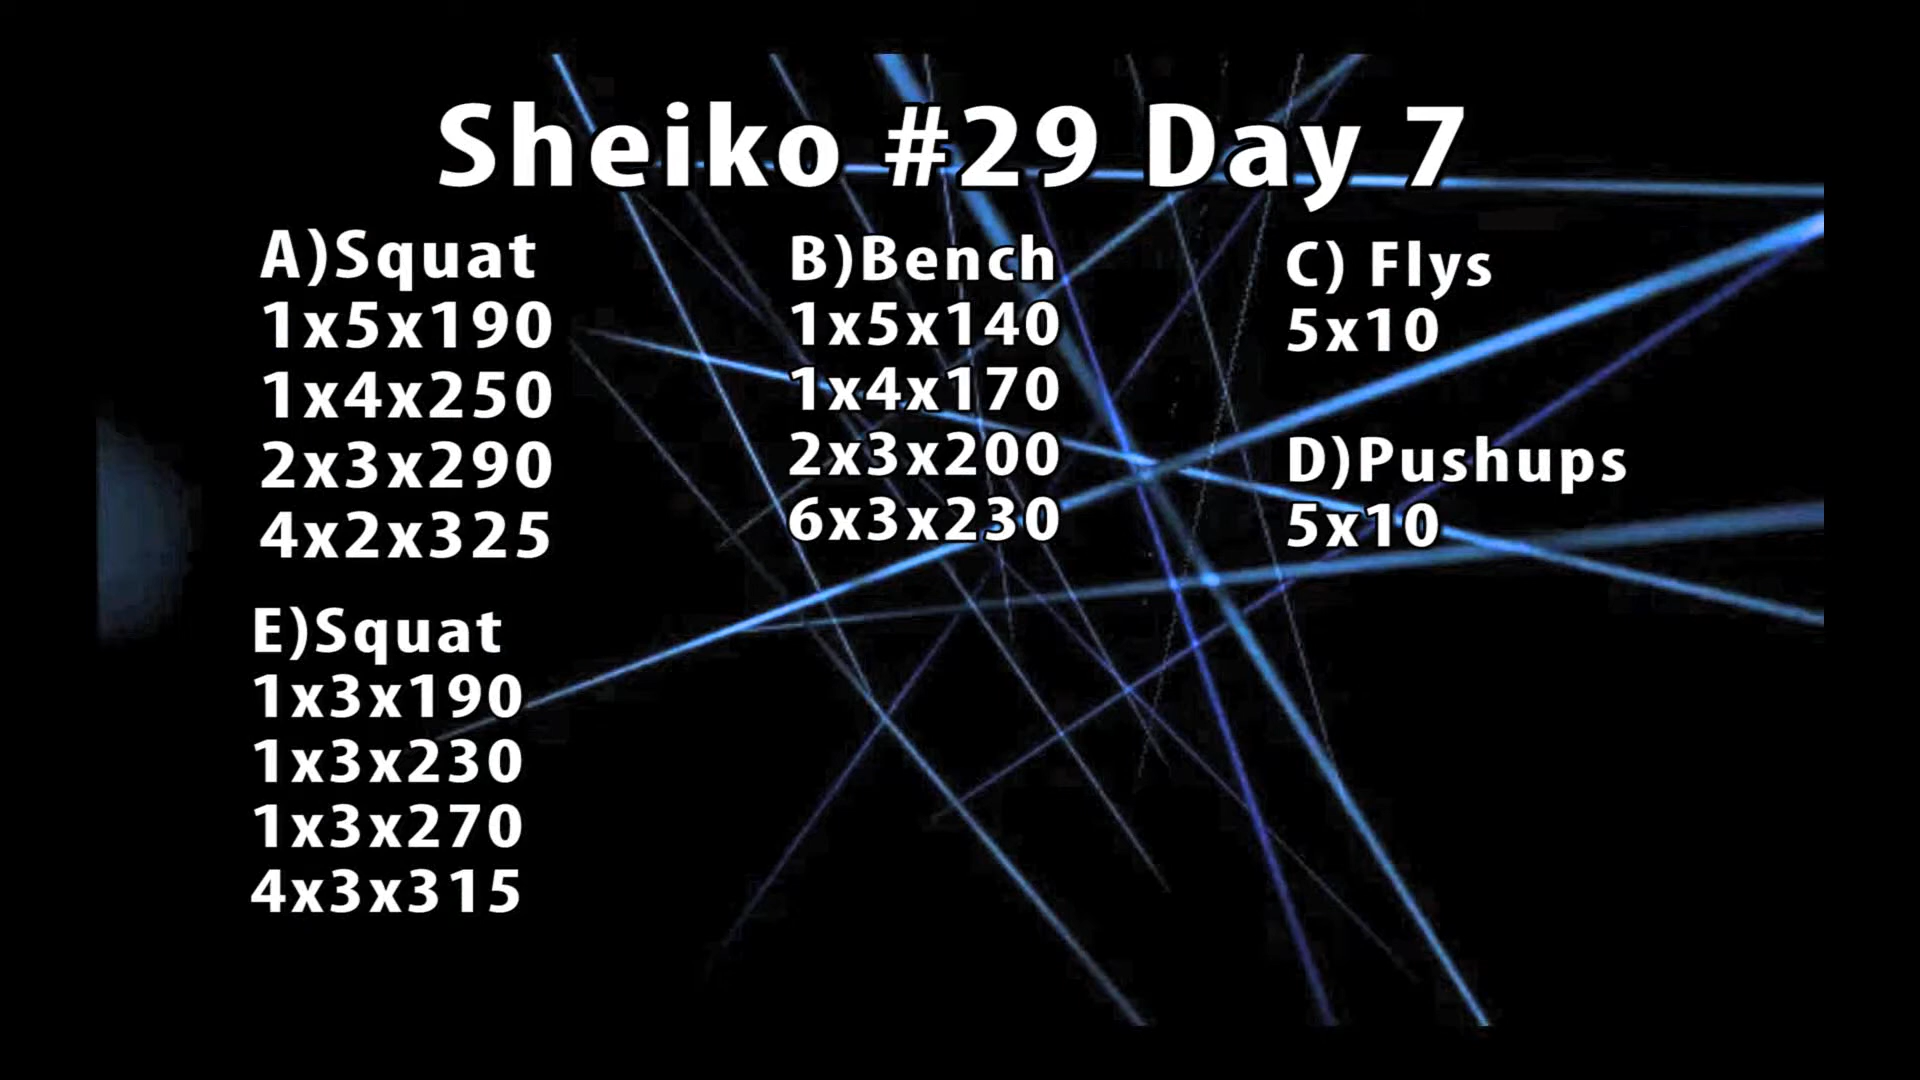 Sheiko #29 Day 7
A)Squat
1x5x190
1x4x250
2x3x290
4x2x325
B)Bench
1x5x140
1x4x170
2x3x200
6x3x230
C) Flys
5x10
D)Pushups
5x10
E)Squat
1x3x190
1x3x230
1x3x270
4x3x315